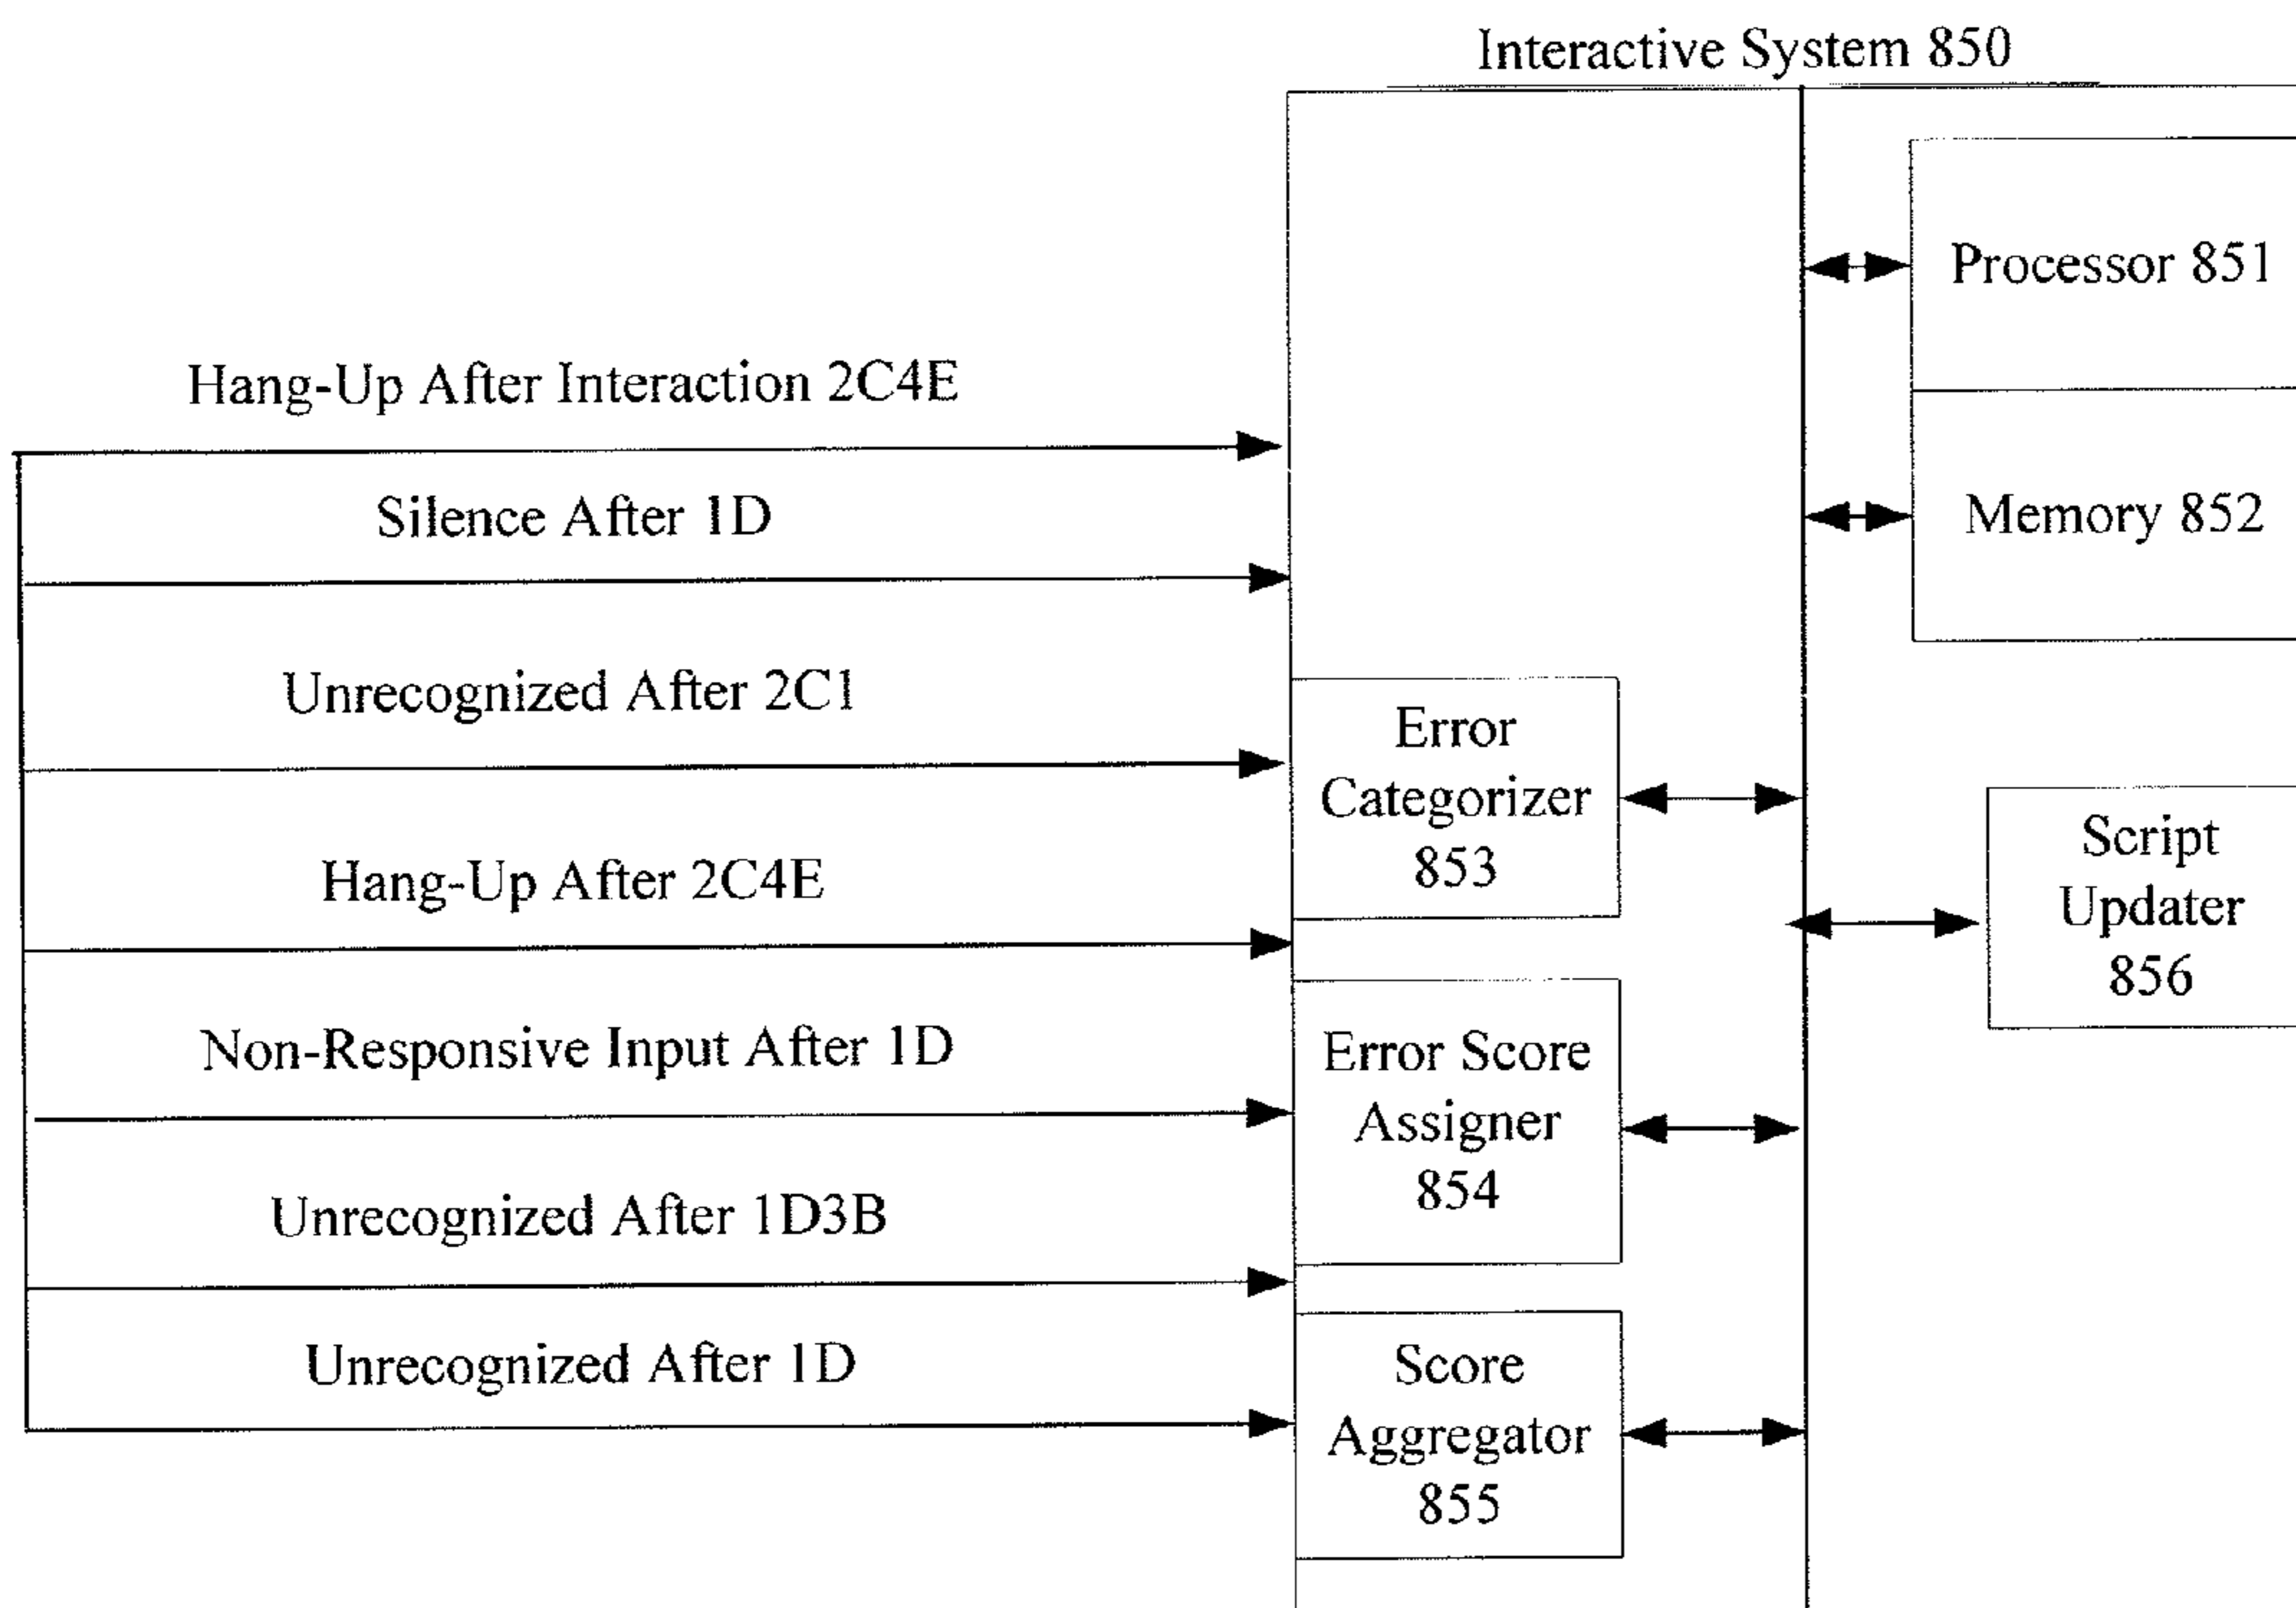 Interactive System 850
Processor 851
Memory 852
Hang-Up After Interaction 2C4E
Silence After 1D
Unrecognized After 2C1
Hang-Up After 2C4E
Non-Responsive Input After 1D
Unrecognized After 1D3B
Unrecognized After 1D
Error
Categorizer
853
Error Score
Assigner
854
Score
Aggregator
855
Script
Updater
856